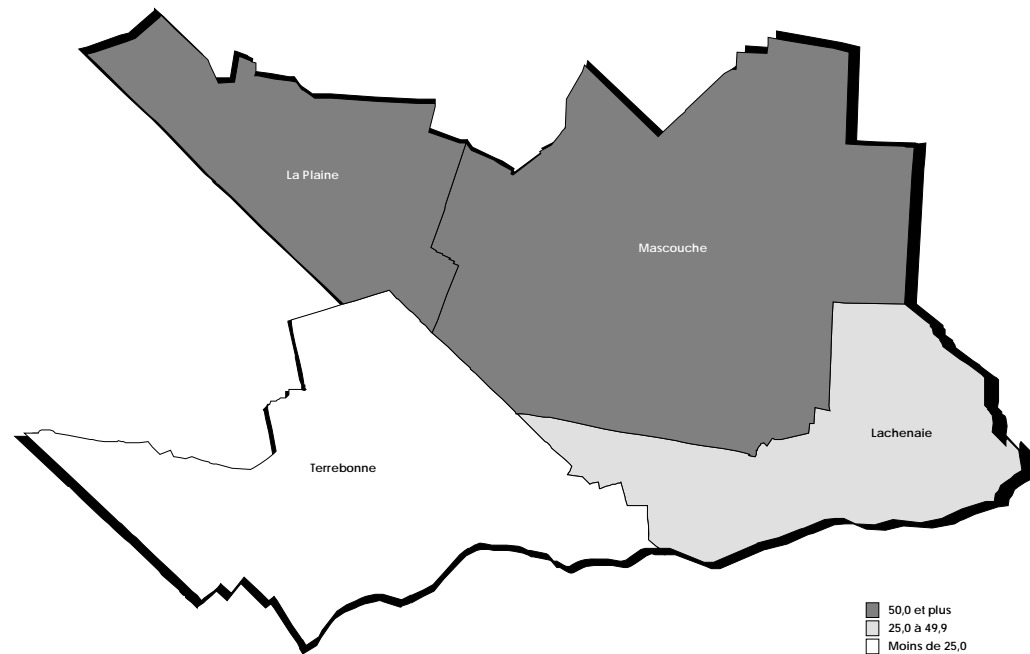 La Plaine
Mascouche
Lachenaie
Terrebonne
50,0 et plus
25,0 à 49,9
Moins de 25,0